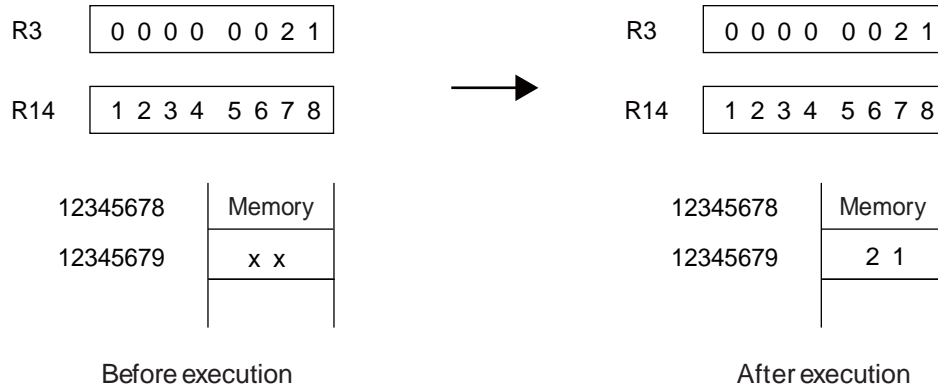 R3 0 0 0 0 0 0 2 1 R3 0 0 0 0 0 0 2 1
R14 1 2 3 4 5 6 7 8 R14 1 2 3 4 5 6 7 8
12345678 Memory 12345678 Memory
12345679 x x 12345679 2 1
Before execution After execution